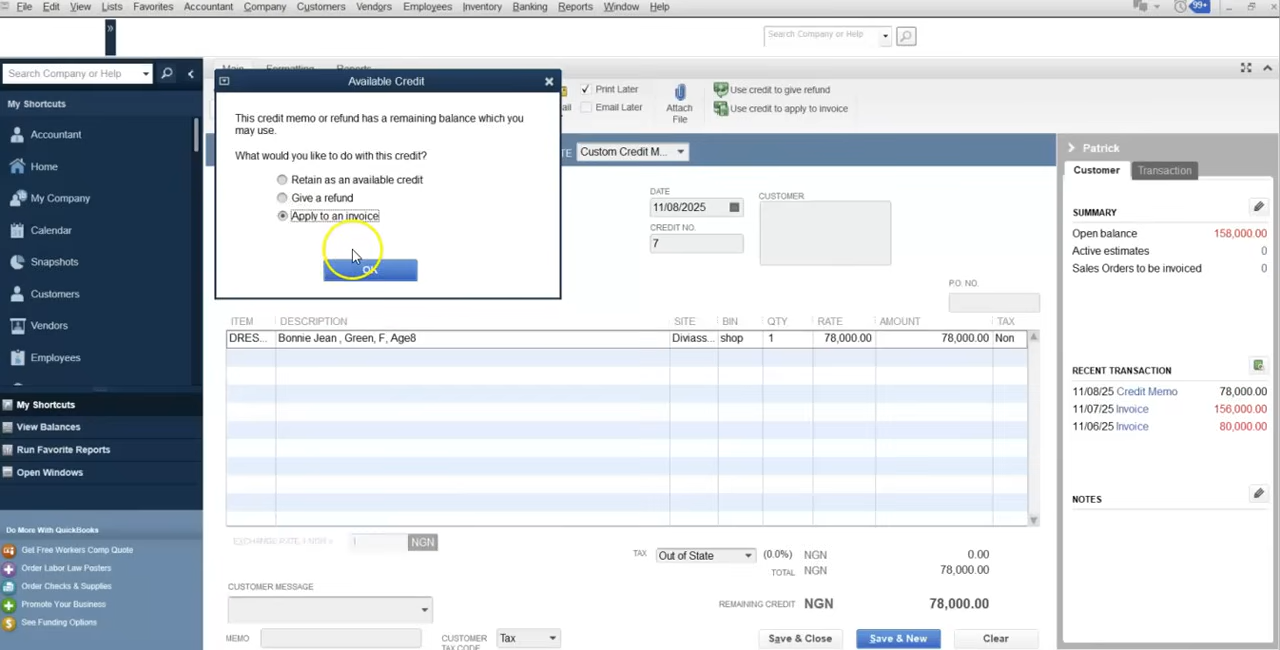 File Edit View Lists Favorites Accountant Company Customers Vendors Employees Inventory Banking Reports Window Help
99+
»
Search Company or Help
Search Company or Help
My Shortcuts
Accountant
Home
My Company
Calendar
Snapshots
Customers
Vendors
Employees
My Shortcuts
View Balances
Run Favorite Reports
Open Windows
Do More With QuickBooks
Get Free Workers Comp Quote
Order Labor Law Posters
Order Checks & Supplies
Promote Your Business
See Funding Options
Main Formatting Reports
Available Credit
This credit memo or refund has a remaining balance which you
may use.
What would you like to do with this credit?
Retain as an available credit
Give a refund
Apply to an invoice
OK
Print Later
Email Later
Attach
File
Use credit to give refund
Use credit to apply to invoice
Custom Credit M...
DATE
11/08/2025
CREDIT NO.
7
CUSTOMER
P.O. NO.
ITEM DESCRIPTION SITE BIN QTY RATE AMOUNT TAX
DRES... Bonnie Jean , Green, F, Age8 Diviass... shop 1 78,000.00 78,000.00 Non
EXCHANGE RATE 1 NGN = 1 NGN
TAX Out of State (0.0%) NGN 0.00
TOTAL NGN 78,000.00
CUSTOMER MESSAGE
REMAINING CREDIT NGN 78,000.00
MEMO
CUSTOMER
TAX CODE
Tax
Save & Close Save & New Clear
Patrick
Customer Transaction
SUMMARY
Open balance 158,000.00
Active estimates 0
Sales Orders to be invoiced 0
RECENT TRANSACTION
11/08/25 Credit Memo 78,000.00
11/07/25 Invoice 156,000.00
11/06/25 Invoice 80,000.00
NOTES